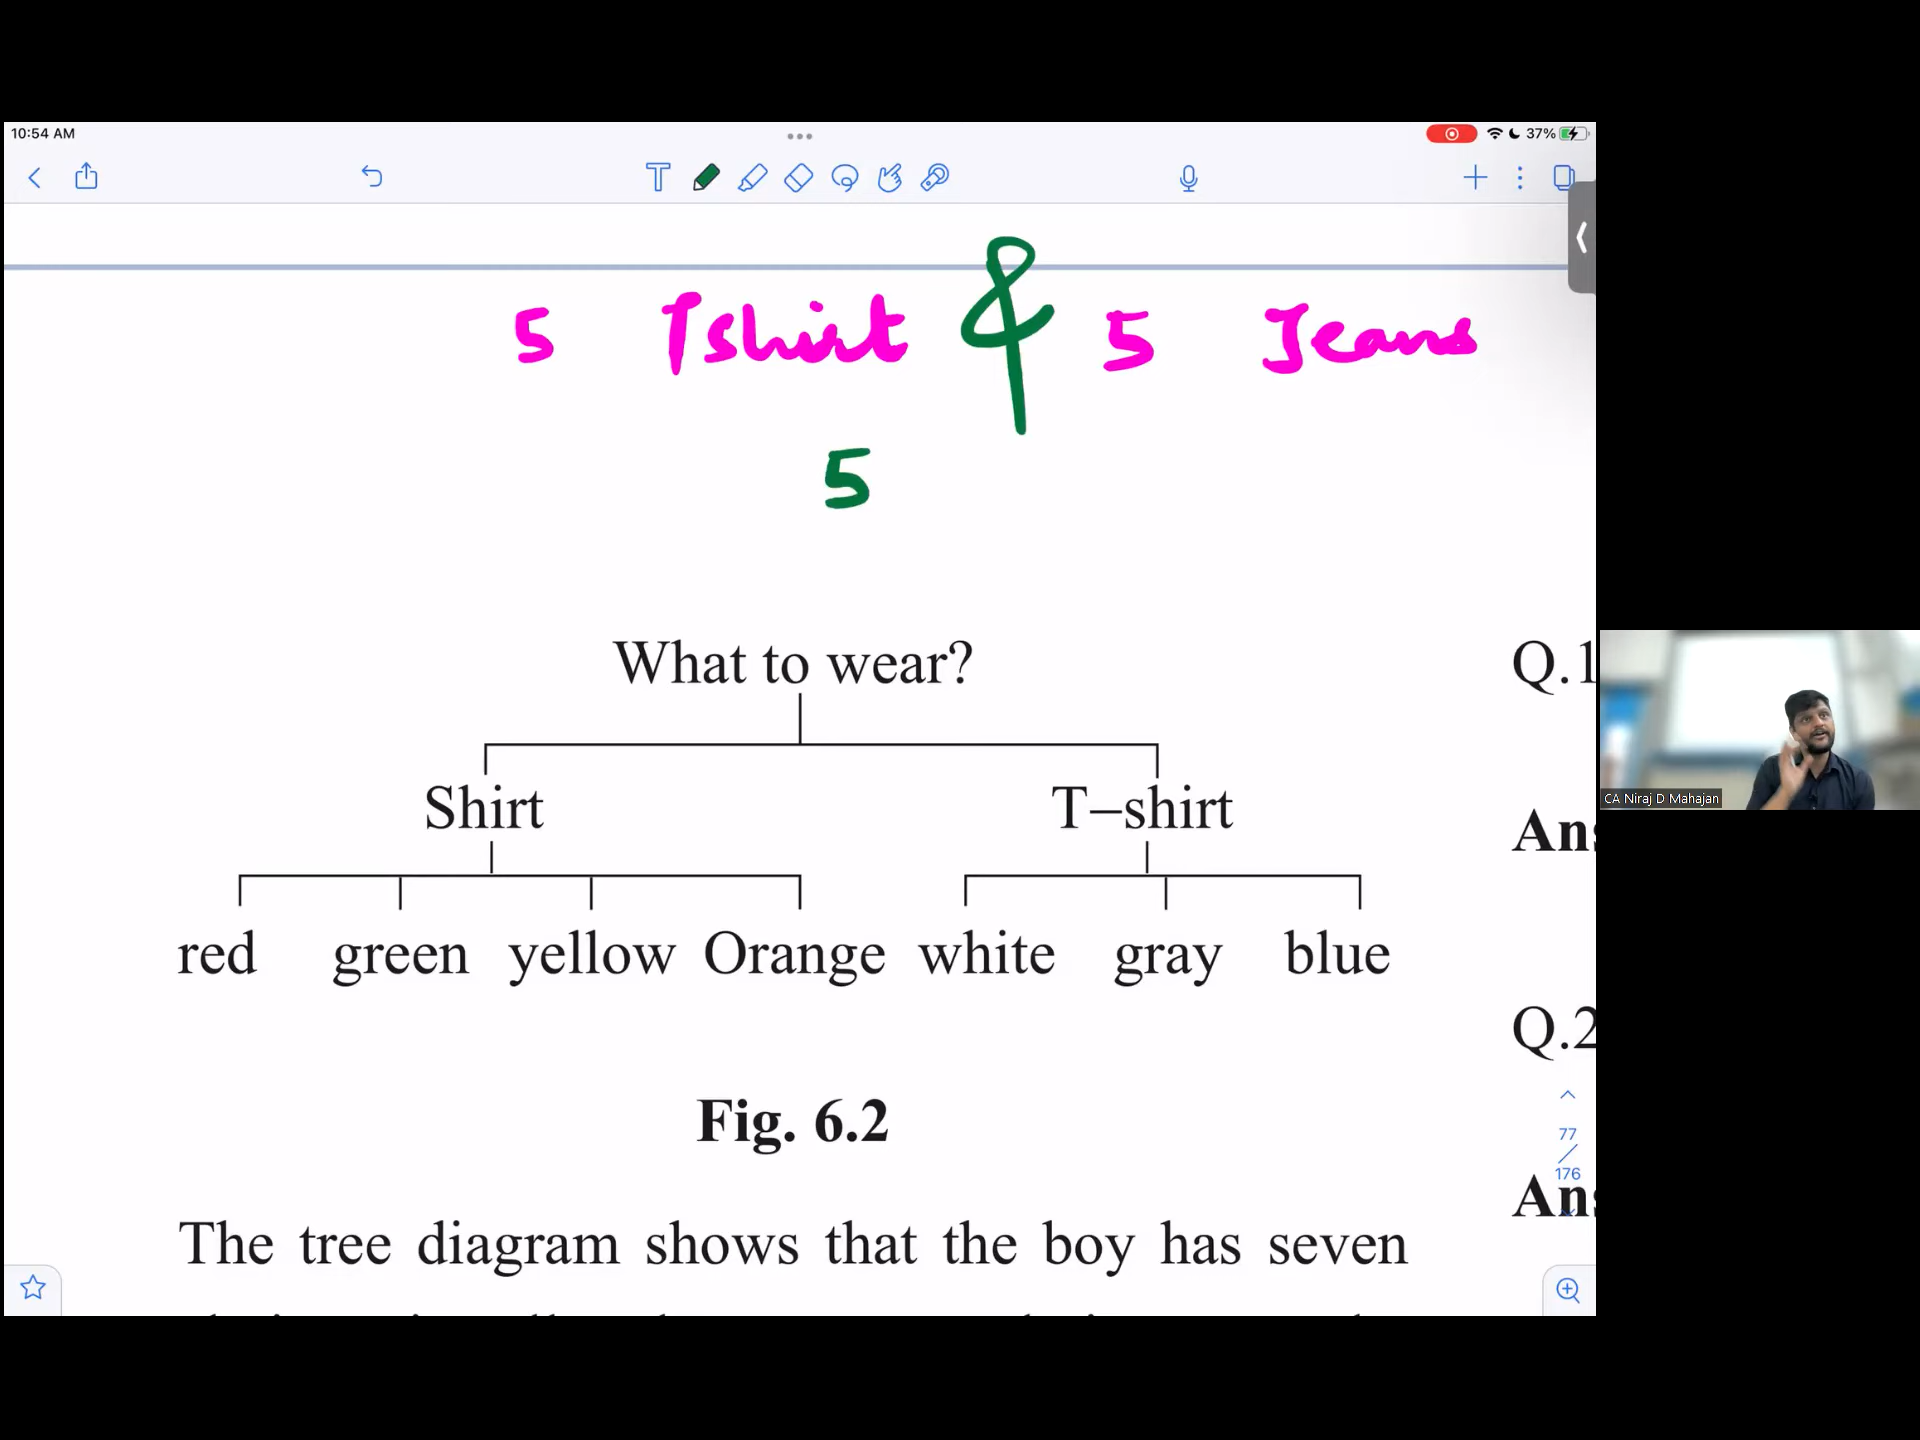 10:54 AM
37%
5 Tshirt & 5 Jeans
5
What to wear?
Shirt T–shirt
red green yellow Orange white gray blue
Fig. 6.2
The tree diagram shows that the boy has seven
Q.1
Ans
Q.2
Ans
77
176
CA Niraj D Mahajan